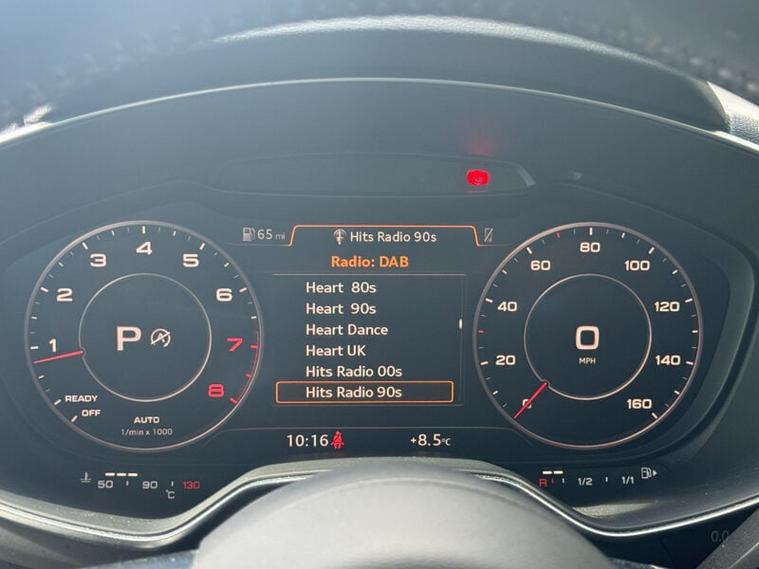 65 mi
Hits Radio 90s
Radio: DAB
Heart 80s
Heart 90s
Heart Dance
Heart UK
Hits Radio 00s
Hits Radio 90s
1
2
3
4
5
6
7
8
P
A
READY
OFF
AUTO
1/min x 1000
20
40
60
80
100
120
140
160
0
MPH
10:16
+8.5°C
50 90 130
°C
R 1/2 1/1
0.0